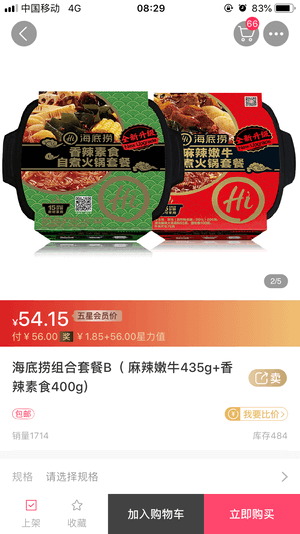 中国移动 4G 08:29 83%
66
海底捞
海底捞
全新升级
全新升级
香辣素食
自煮火锅套餐
麻辣嫩牛
自煮火锅套餐
Hi
Hi
2/5
¥54.15 五星会员价
付 ¥56.00 奖 ¥1.85+56.00星力值
海底捞组合套餐B（ 麻辣嫩牛435g+香
辣素食400g)
卖
包邮
我要比价>
销量1714 库存484
规格 请选择规格
上架 收藏 加入购物车 立即购买